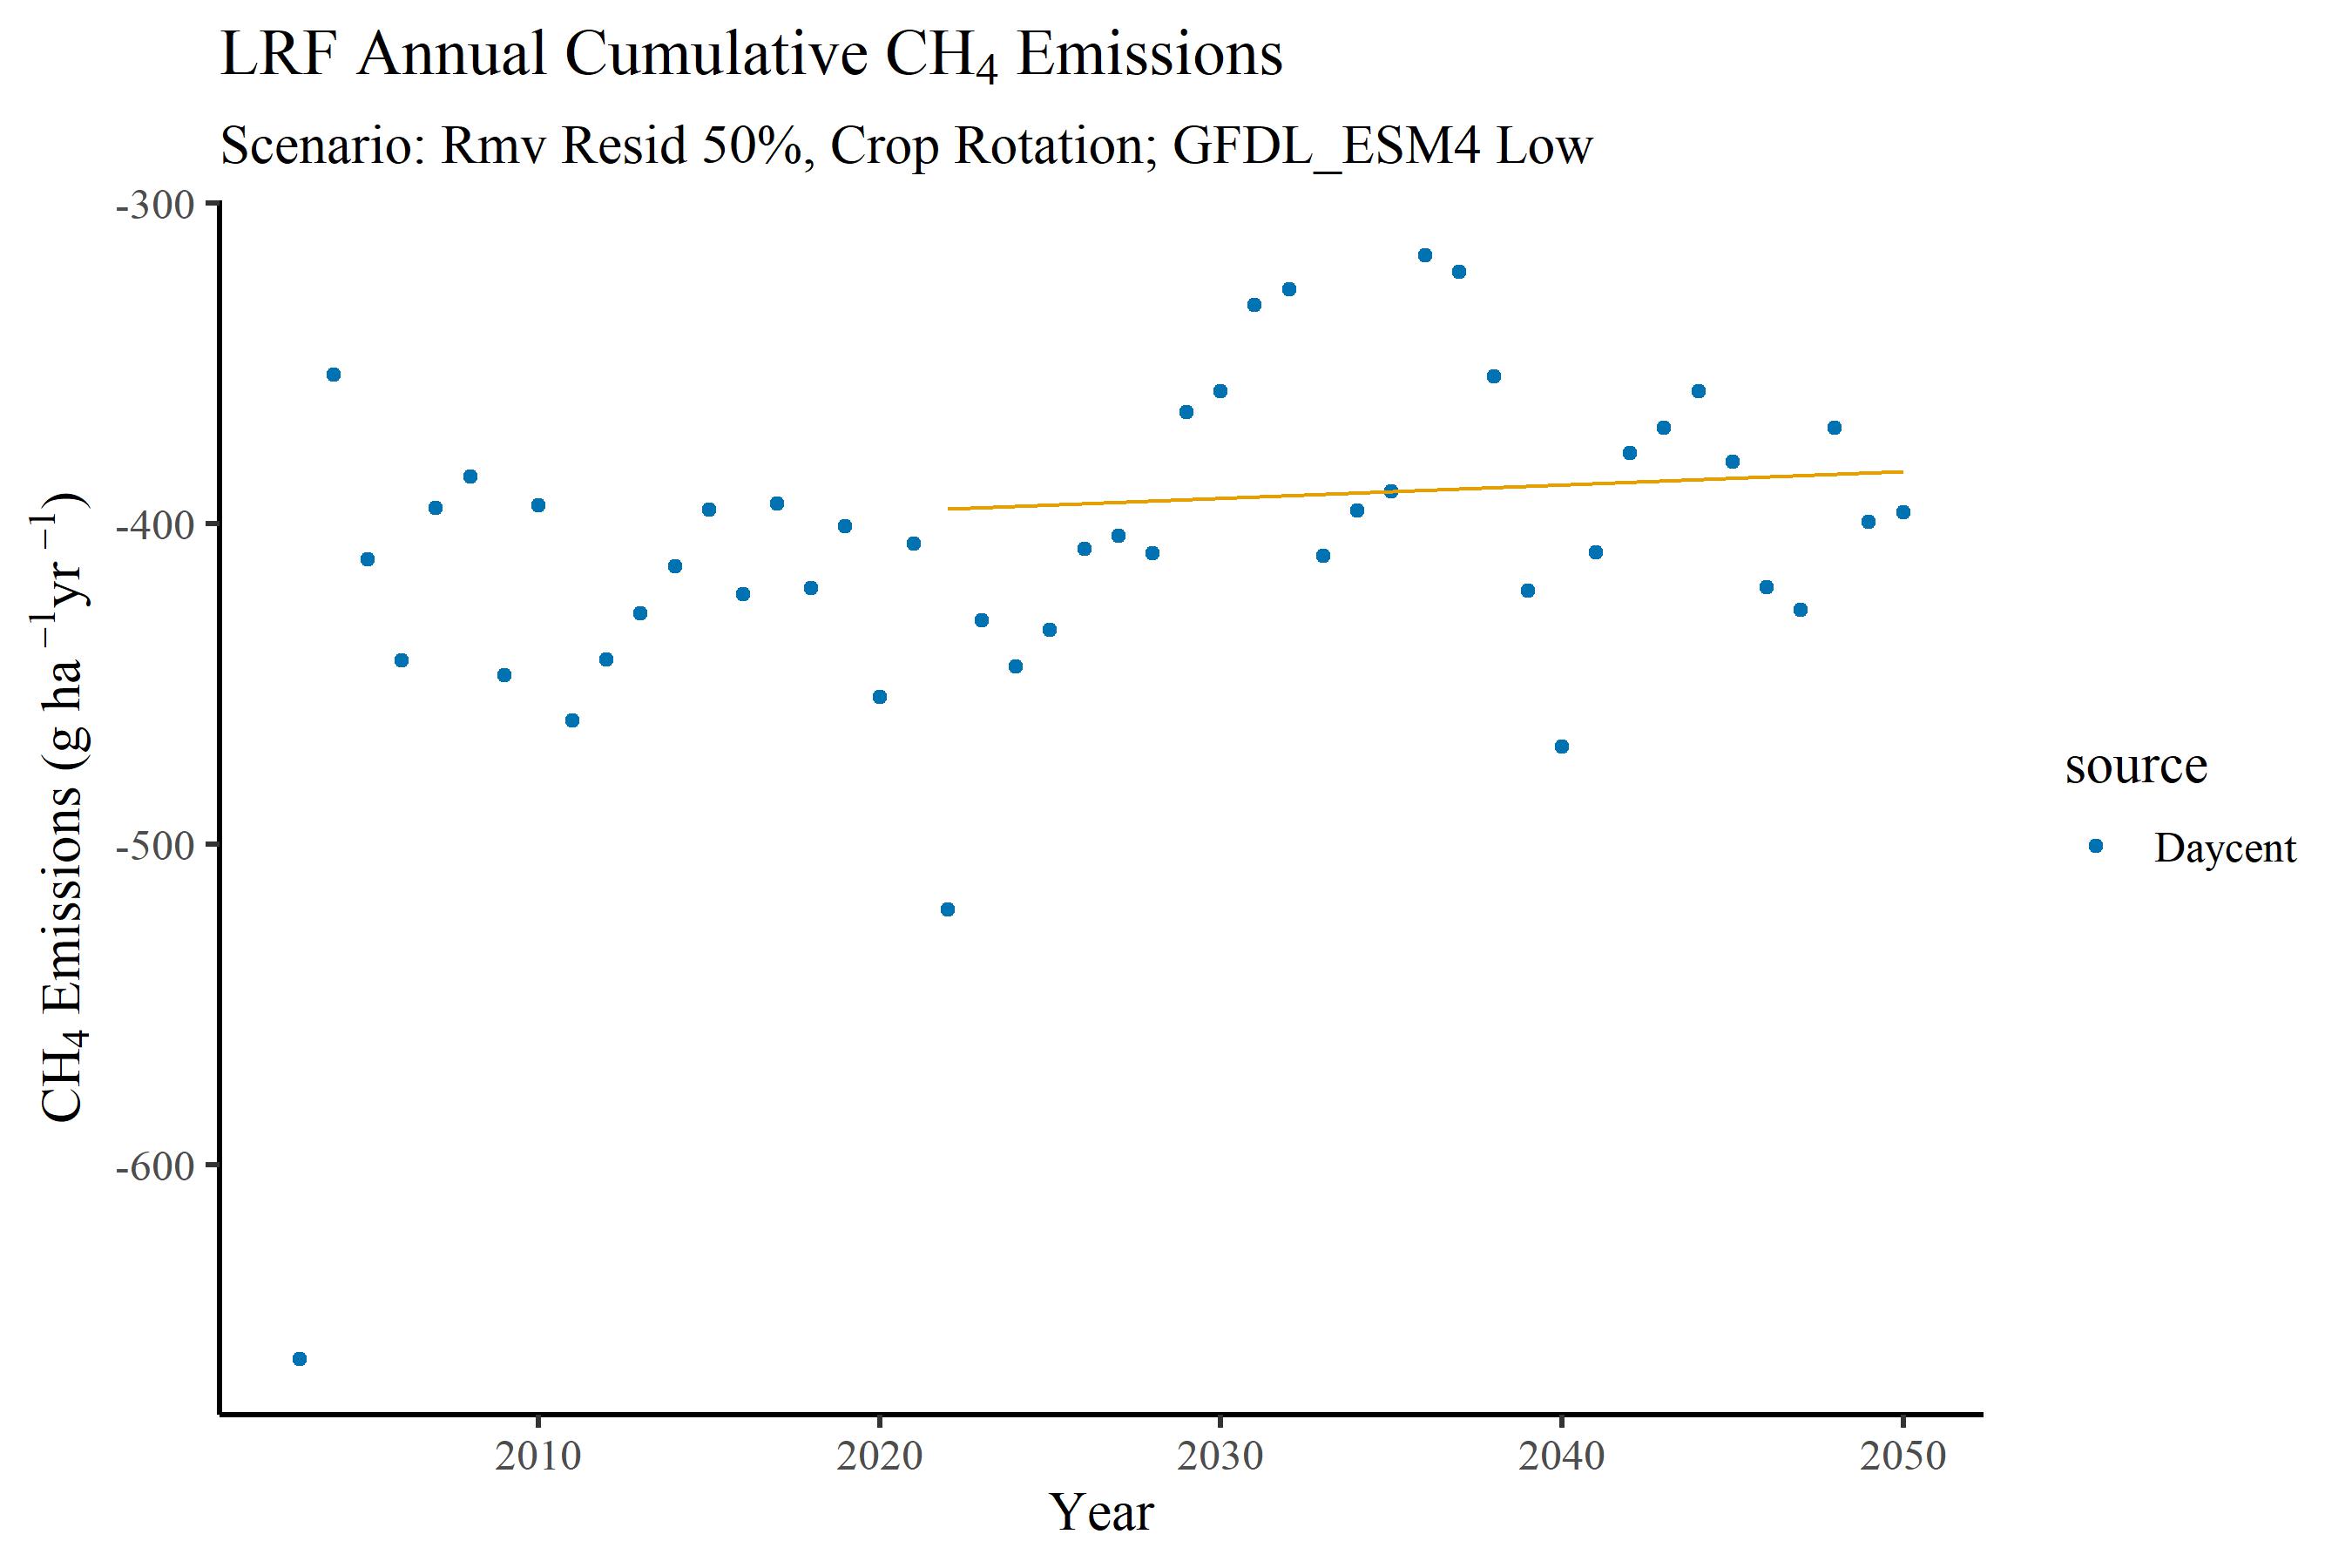 LRF Annual Cumulative CH₄ Emissions
Scenario: Rmv Resid 50%, Crop Rotation; GFDL_ESM4 Low
CH₄ Emissions (g ha ⁻¹yr ⁻¹)
-300
-400
-500
-600
source
Daycent
2010 2020 2030 2040 2050
Year